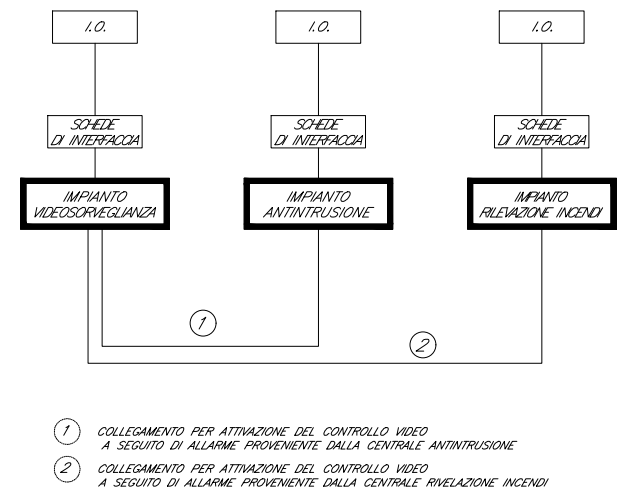 I.O.
I.O.
I.O.
SCHEDE
DI INTERFACCIA
SCHEDE
DI INTERFACCIA
SCHEDE
DI INTERFACCIA
IMPIANTO
VIDEOSORVEGLIANZA
IMPIANTO
ANTINTRUSIONE
IMPIANTO
RILEVAZIONE INCENDI
1
2
1 COLLEGAMENTO PER ATTIVAZIONE DEL CONTROLLO VIDEO
A SEGUITO DI ALLARME PROVENIENTE DALLA CENTRALE ANTINTRUSIONE
2 COLLEGAMENTO PER ATTIVAZIONE DEL CONTROLLO VIDEO
A SEGUITO DI ALLARME PROVENIENTE DALLA CENTRALE RIVELAZIONE INCENDI